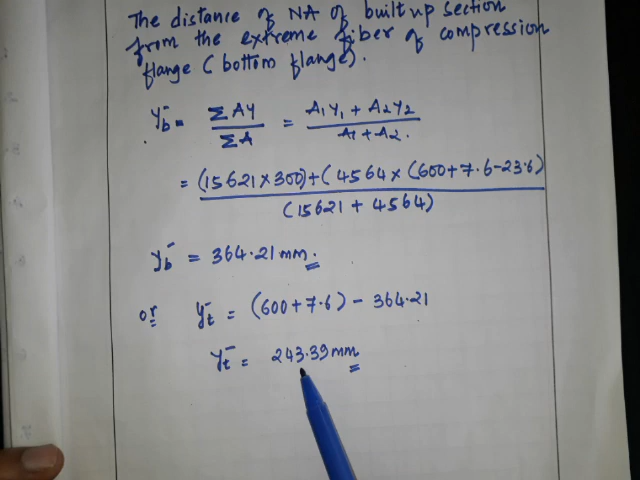 The distance of NA of built up section
from the extreme fiber of compression
flange (bottom flange).
ȳb = ΣAy / ΣA = A1y1 + A2y2 / A1 + A2.
= (15621 × 300) + (4564 × (600 + 7.6 - 23.6) / (15621 + 4564)
ȳb = 364.21 mm.
or ȳt = (600 + 7.6) - 364.21
ȳt = 243.39 mm